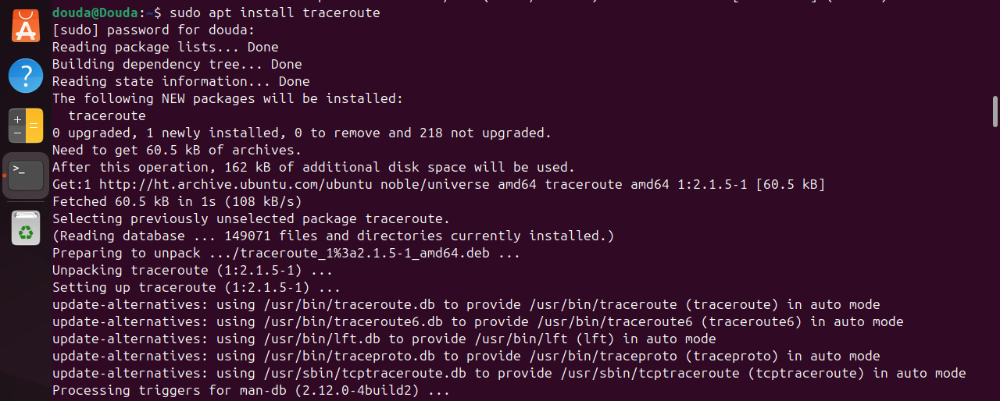 douda@Douda:~$ sudo apt install traceroute
[sudo] password for douda:
Reading package lists... Done
Building dependency tree... Done
Reading state information... Done
The following NEW packages will be installed:
  traceroute
0 upgraded, 1 newly installed, 0 to remove and 218 not upgraded.
Need to get 60.5 kB of archives.
After this operation, 162 kB of additional disk space will be used.
Get:1 http://ht.archive.ubuntu.com/ubuntu noble/universe amd64 traceroute amd64 1:2.1.5-1 [60.5 kB]
Fetched 60.5 kB in 1s (108 kB/s)
Selecting previously unselected package traceroute.
(Reading database ... 149071 files and directories currently installed.)
Preparing to unpack .../traceroute_1%3a2.1.5-1_amd64.deb ...
Unpacking traceroute (1:2.1.5-1) ...
Setting up traceroute (1:2.1.5-1) ...
update-alternatives: using /usr/bin/traceroute.db to provide /usr/bin/traceroute (traceroute) in auto mode
update-alternatives: using /usr/bin/traceroute6.db to provide /usr/bin/traceroute6 (traceroute6) in auto mode
update-alternatives: using /usr/bin/lft.db to provide /usr/bin/lft (lft) in auto mode
update-alternatives: using /usr/bin/traceproto.db to provide /usr/bin/traceproto (traceproto) in auto mode
update-alternatives: using /usr/sbin/tcptraceroute.db to provide /usr/sbin/tcptraceroute (tcptraceroute) in auto mode
Processing triggers for man-db (2.12.0-4build2) ...